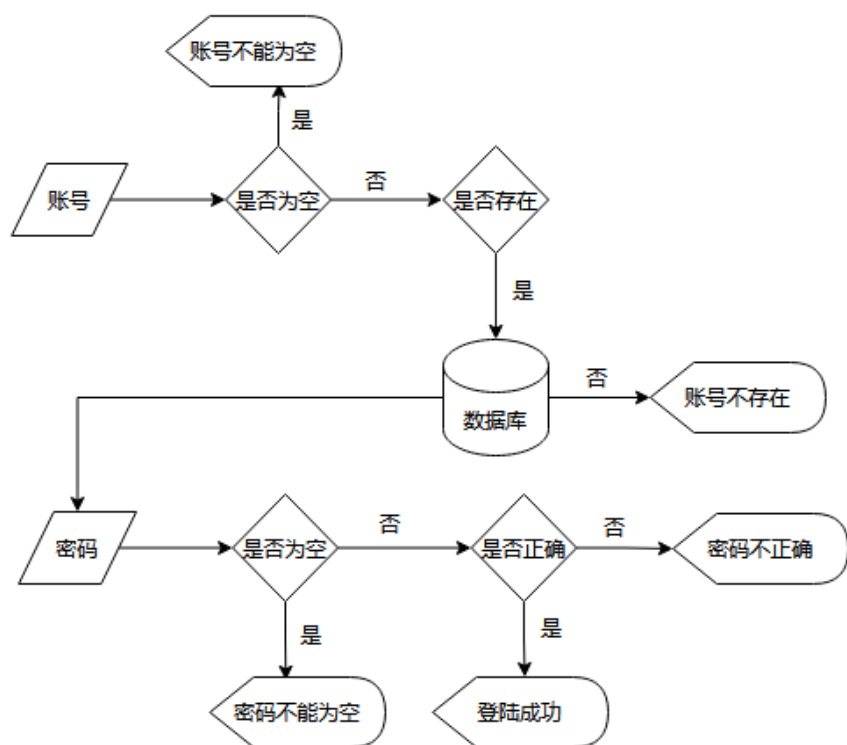 账号不能为空
是
账号
是否为空
否
是否存在
是
数据库
否
账号不存在
密码
是否为空
否
是否正确
否
密码不正确
是
是
密码不能为空
登陆成功